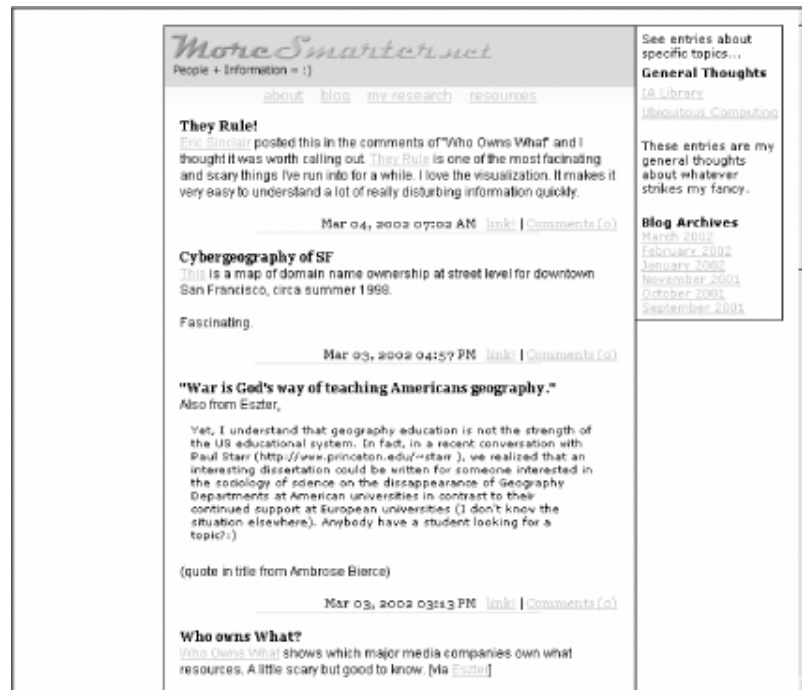 MoreSmarter.net
People + Information = :)
about blog my research resources
They Rule!
Eric Sinclair posted this in the comments of "Who Owns What" and I
thought it was worth calling out. They Rule is one of the most facinating
and scary things I've run into for a while. I love the visualization. It makes it
very easy to understand a lot of really disturbing information quickly.
Mar 04, 2002 07:02 AM link! | Comments (0)
Cybergeography of SF
This is a map of domain name ownership at street level for downtown
San Francisco, circa summer 1998.
Fascinating.
Mar 03, 2002 04:57 PM link! | Comments (0)
"War is God's way of teaching Americans geography."
Also from Eszter,
Yet, I understand that geography education is not the strength of
the US educational system. In fact, in a recent conversation with
Paul Starr (http://www.princeton.edu/~starr ), we realized that an
interesting dissertation could be written for someone interested in
the sociology of science on the dissappearance of Geography
Departments at American universities in contrast to their
continued support at European universities (I don't know the
situation elsewhere). Anybody have a student looking for a
topic?:)
(quote in title from Ambrose Bierce)
Mar 03, 2002 03:13 PM link! | Comments (0)
Who owns What?
Who Owns What shows which major media companies own what
resources. A little scary but good to know. [via Eszter]
See entries about
specific topics...
General Thoughts
IA Library
Ubiquitous Computing
These entries are my
general thoughts
about whatever
strikes my fancy.
Blog Archives
March 2002
February 2002
January 2002
November 2001
October 2001
September 2001